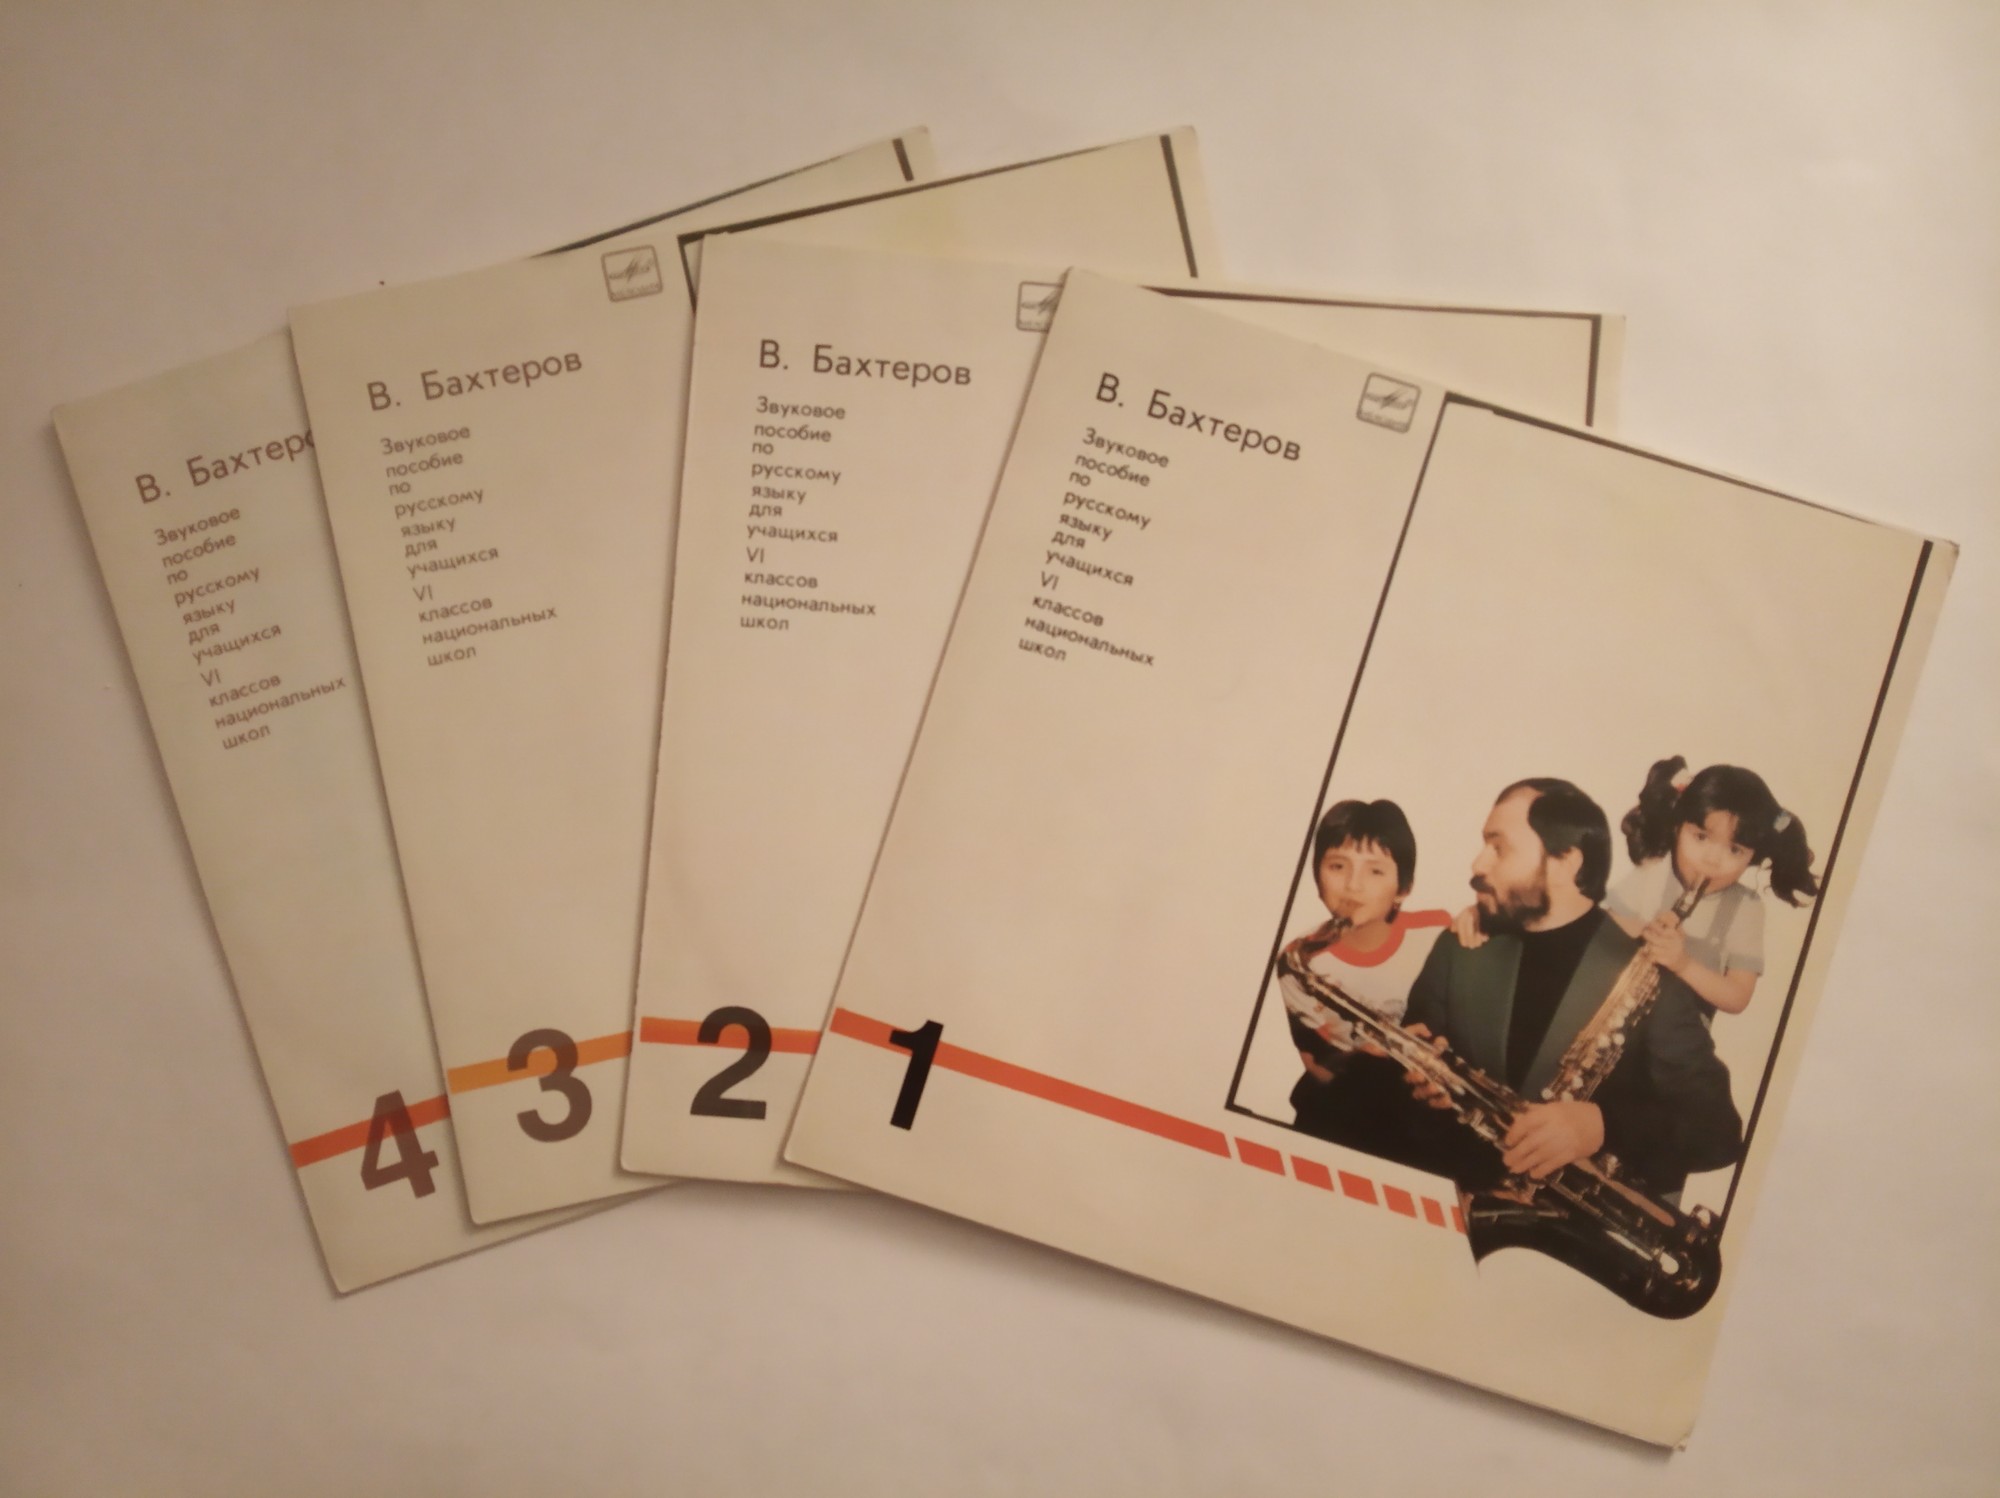 В. Бахтеро
Звуковое
пособие
по
русскому
языку
для
учащихся
VI
классов
национальных
школ
4
В. Бахтеров
Звуковое
пособие
по
русскому
языку
для
учащихся
VI
классов
национальных
школ
3
В. Бахтеров
Звуковое
пособие
по
русскому
языку
для
учащихся
VI
классов
национальных
школ
2
В. Бахтеров
Звуковое
пособие
по
русскому
языку
для
учащихся
VI
классов
национальных
школ
1